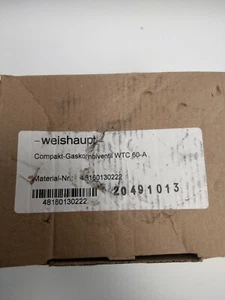 -weishaupt-
Compakt-Gaskombiventil WTC 60-A
Material-Nr.: 48160130222
20491013
48160130222